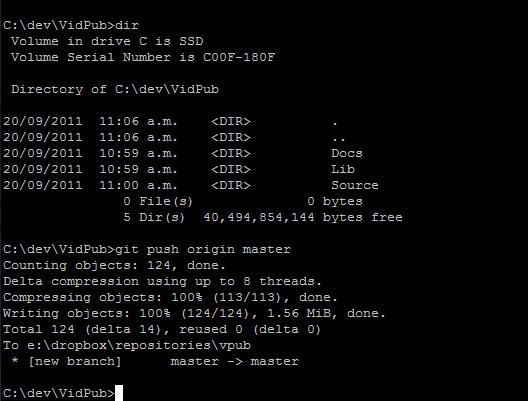 C:\dev\VidPub>dir
 Volume in drive C is SSD
 Volume Serial Number is C00F-180F

 Directory of C:\dev\VidPub

20/09/2011  11:06 a.m.    <DIR>          .
20/09/2011  11:06 a.m.    <DIR>          ..
20/09/2011  10:59 a.m.    <DIR>          Docs
20/09/2011  10:59 a.m.    <DIR>          Lib
20/09/2011  11:00 a.m.    <DIR>          Source
               0 File(s)              0 bytes
               5 Dir(s)  40,494,854,144 bytes free

C:\dev\VidPub>git push origin master
Counting objects: 124, done.
Delta compression using up to 8 threads.
Compressing objects: 100% (113/113), done.
Writing objects: 100% (124/124), 1.56 MiB, done.
Total 124 (delta 14), reused 0 (delta 0)
To e:\dropbox\repositories\vpub
 * [new branch]      master -> master

C:\dev\VidPub>